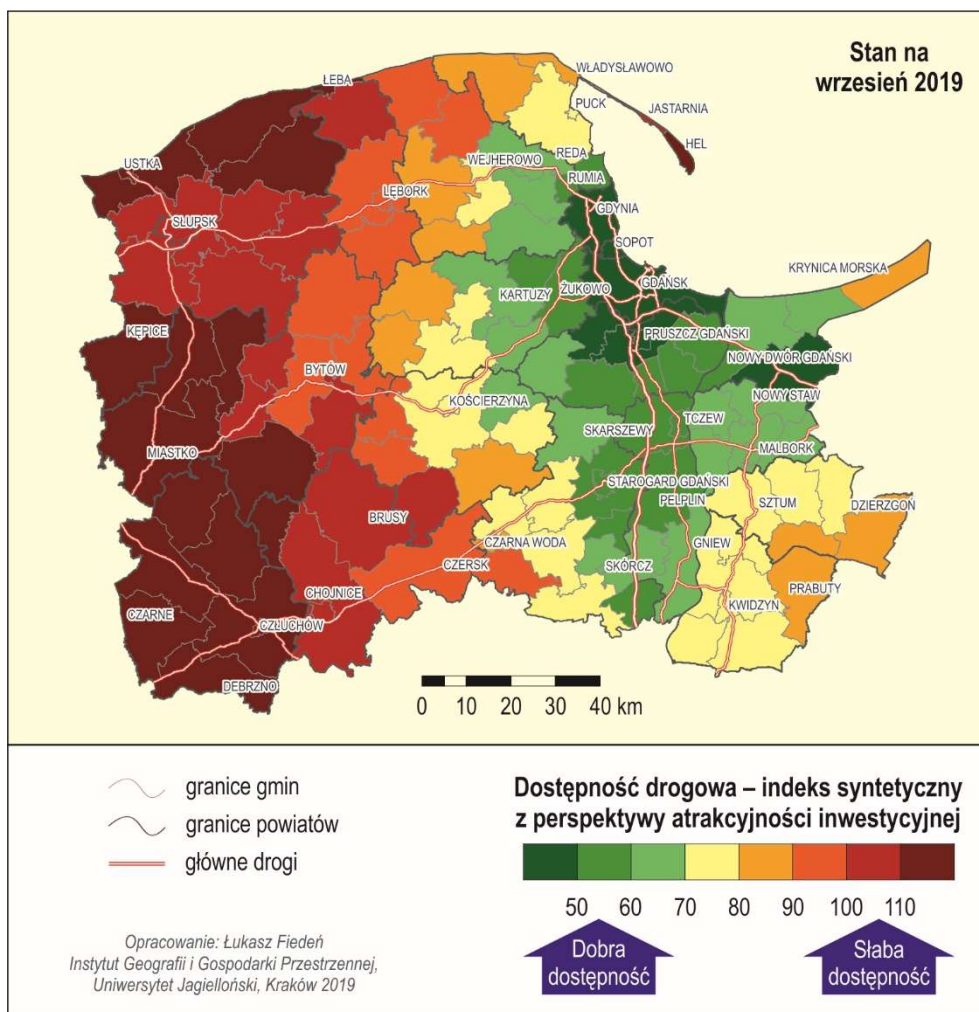 Stan na
wrzesień 2019
WŁADYSŁAWOWO
ŁEBA
PUCK
JASTARNIA
HEL
REDA
WEJHEROWO
USTKA
RUMIA
LĘBORK
GDYNIA
SŁUPSK
SOPOT
KRYNICA MORSKA
GDAŃSK
KARTUZY
ŻUKOWO
KĘPICE
PRUSZCZ GDAŃSKI
NOWY DWÓR GDAŃSKI
BYTÓW
NOWY STAW
KOŚCIERZYNA
TCZEW
SKARSZEWY
MIASTKO
MALBORK
STAROGARD GDAŃSKI
PELPLIN
SZTUM
DZIERZGOŃ
BRUSY
CZARNA WODA
GNIEW
CZERSK
SKÓRCZ
PRABUTY
CHOJNICE
KWIDZYN
CZARNE
CZŁUCHÓW
DEBRZNO
0 10 20 30 40 km
granice gmin
granice powiatów
główne drogi
Opracowanie: Łukasz Fiedeń
Instytut Geografii i Gospodarki Przestrzennej,
Uniwersytet Jagielloński, Kraków 2019
Dostępność drogowa – indeks syntetyczny
z perspektywy atrakcyjności inwestycyjnej
50 60 70 80 90 100 110
Dobra
dostępność
Słaba
dostępność